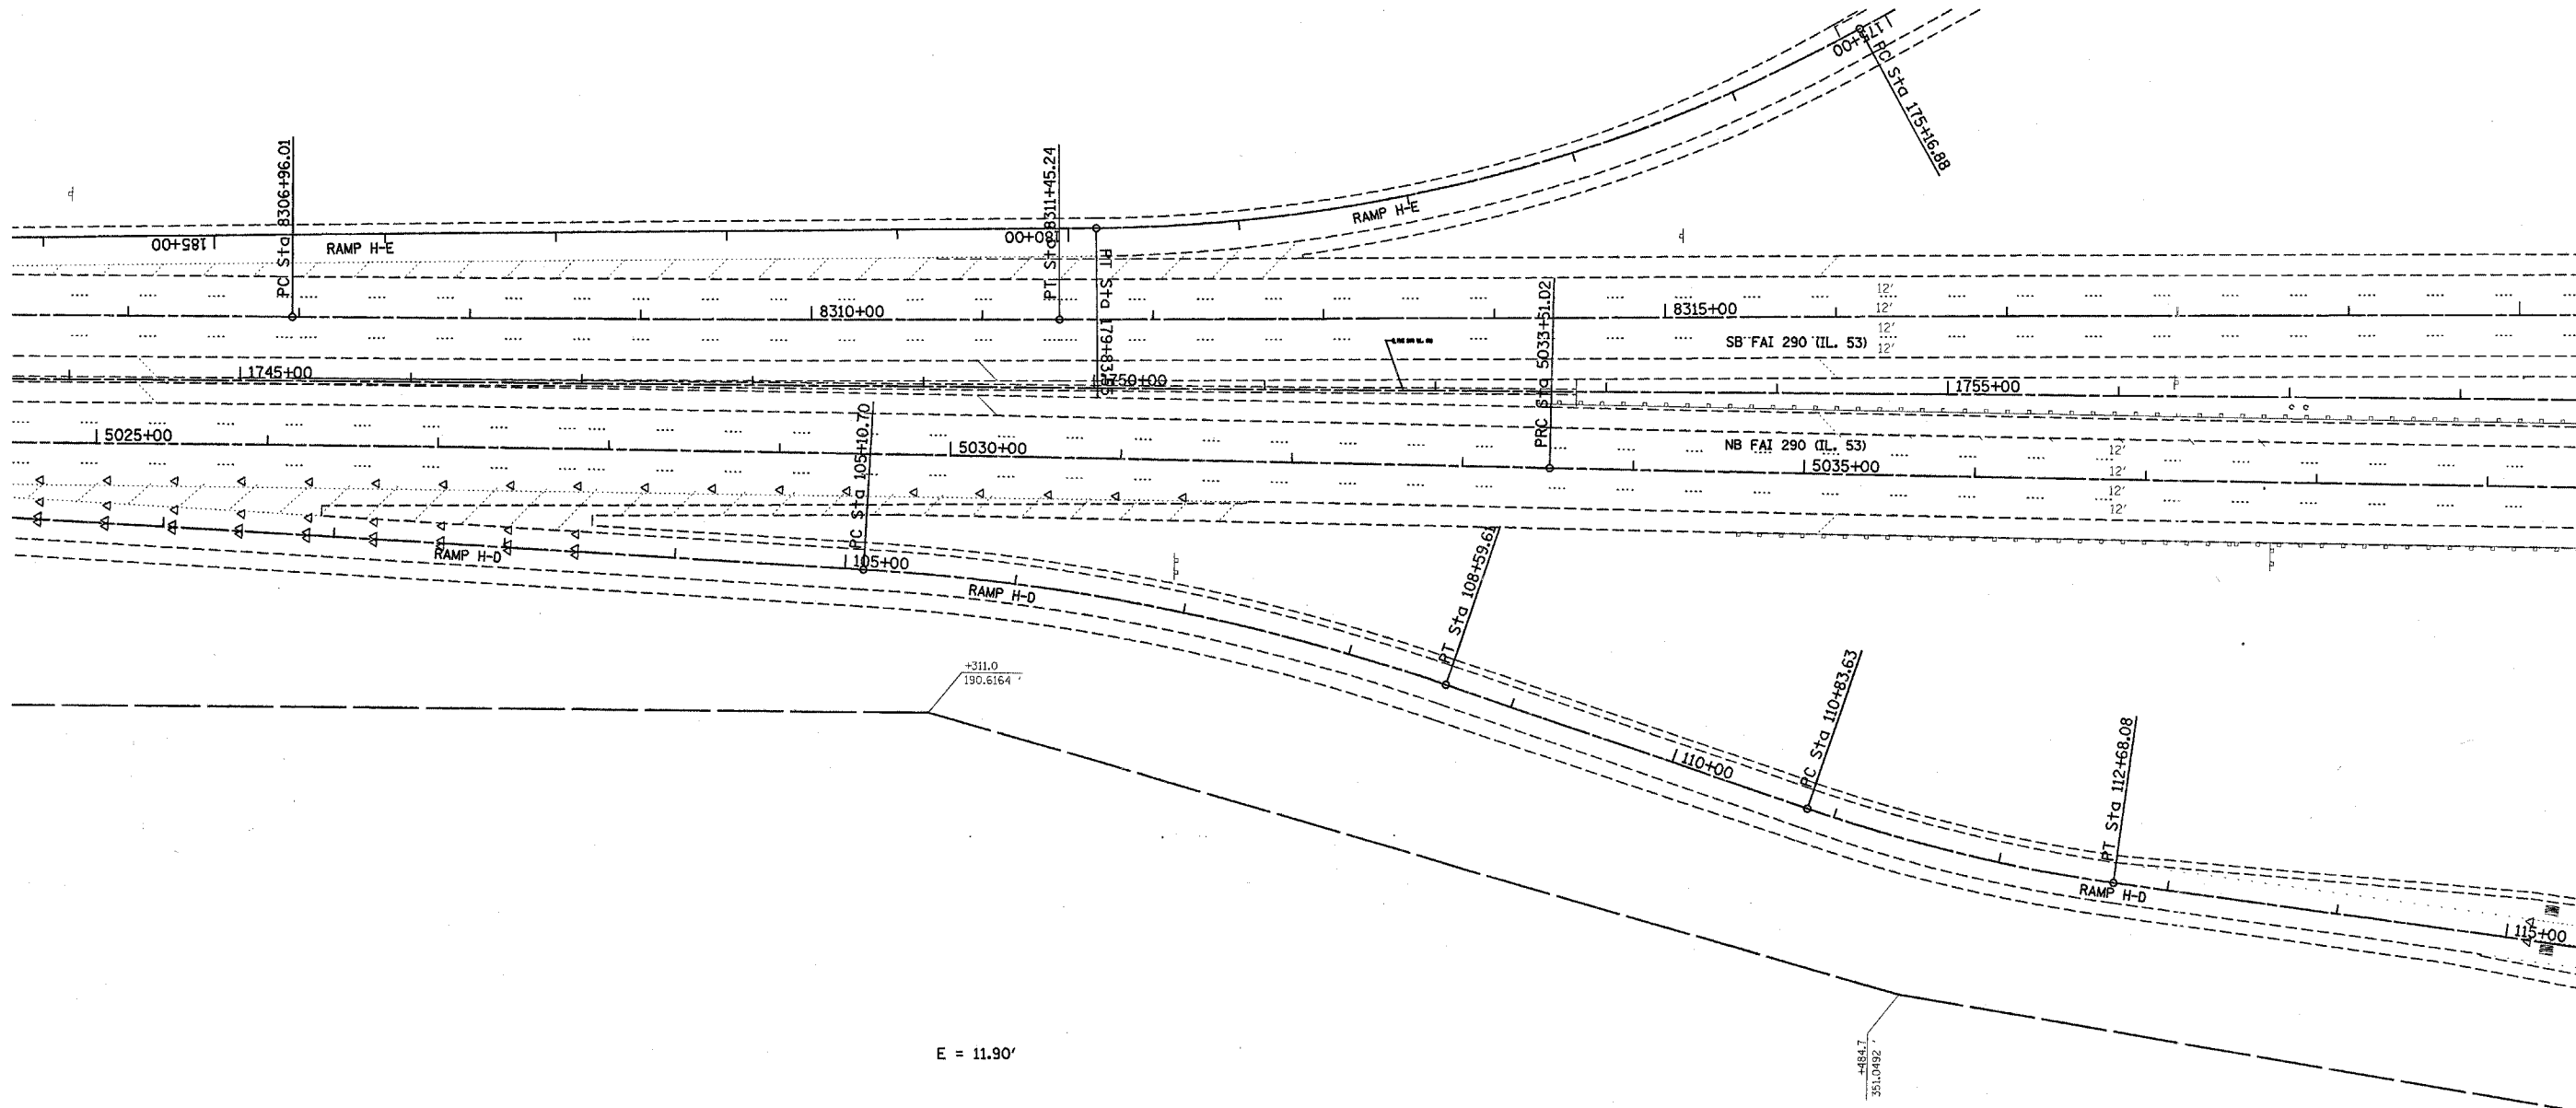 175+00
PC Sta 175+16.88
PC Sta 8306+96.01
PT Sta 8311+45.24
RAMP H-E
185+00
RAMP H-E
180+00
PT Sta 179+83
8310+00
PRC Sta 5033+51.02
8315+00
12'
12'
12'
12'
SB FAI 290 (IL. 53)
1745+00
1750+00
1755+00
PC Sta 105+10.70
5025+00
5030+00
NB FAI 290 (IL. 53)
5035+00
12'
12'
12'
12'
RAMP H-D
105+00
RAMP H-D
PT Sta 108+59.61
+311.0
190.6164 '
110+00
PC Sta 110+83.63
PT Sta 112+68.08
RAMP H-D
115+00
E = 11.90'
+484.7
351.0492 '